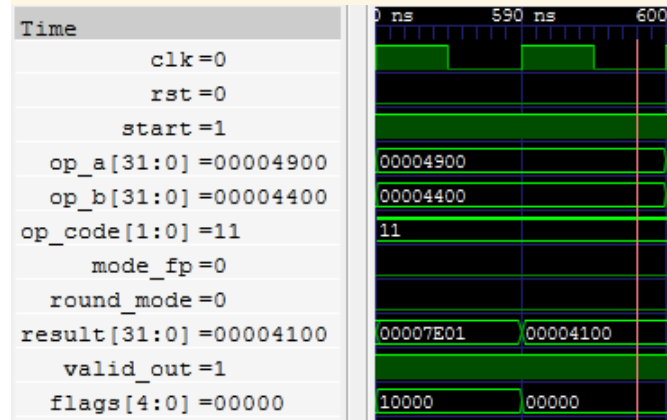 Time
ns 590 ns 600
clk=0
rst=0
start=1
op_a[31:0]=00004900 00004900
op_b[31:0]=00004400 00004400
op_code[1:0]=11 11
mode_fp=0
round_mode=0
result[31:0]=00004100 00007E01 00004100
valid_out=1
flags[4:0]=00000 10000 00000